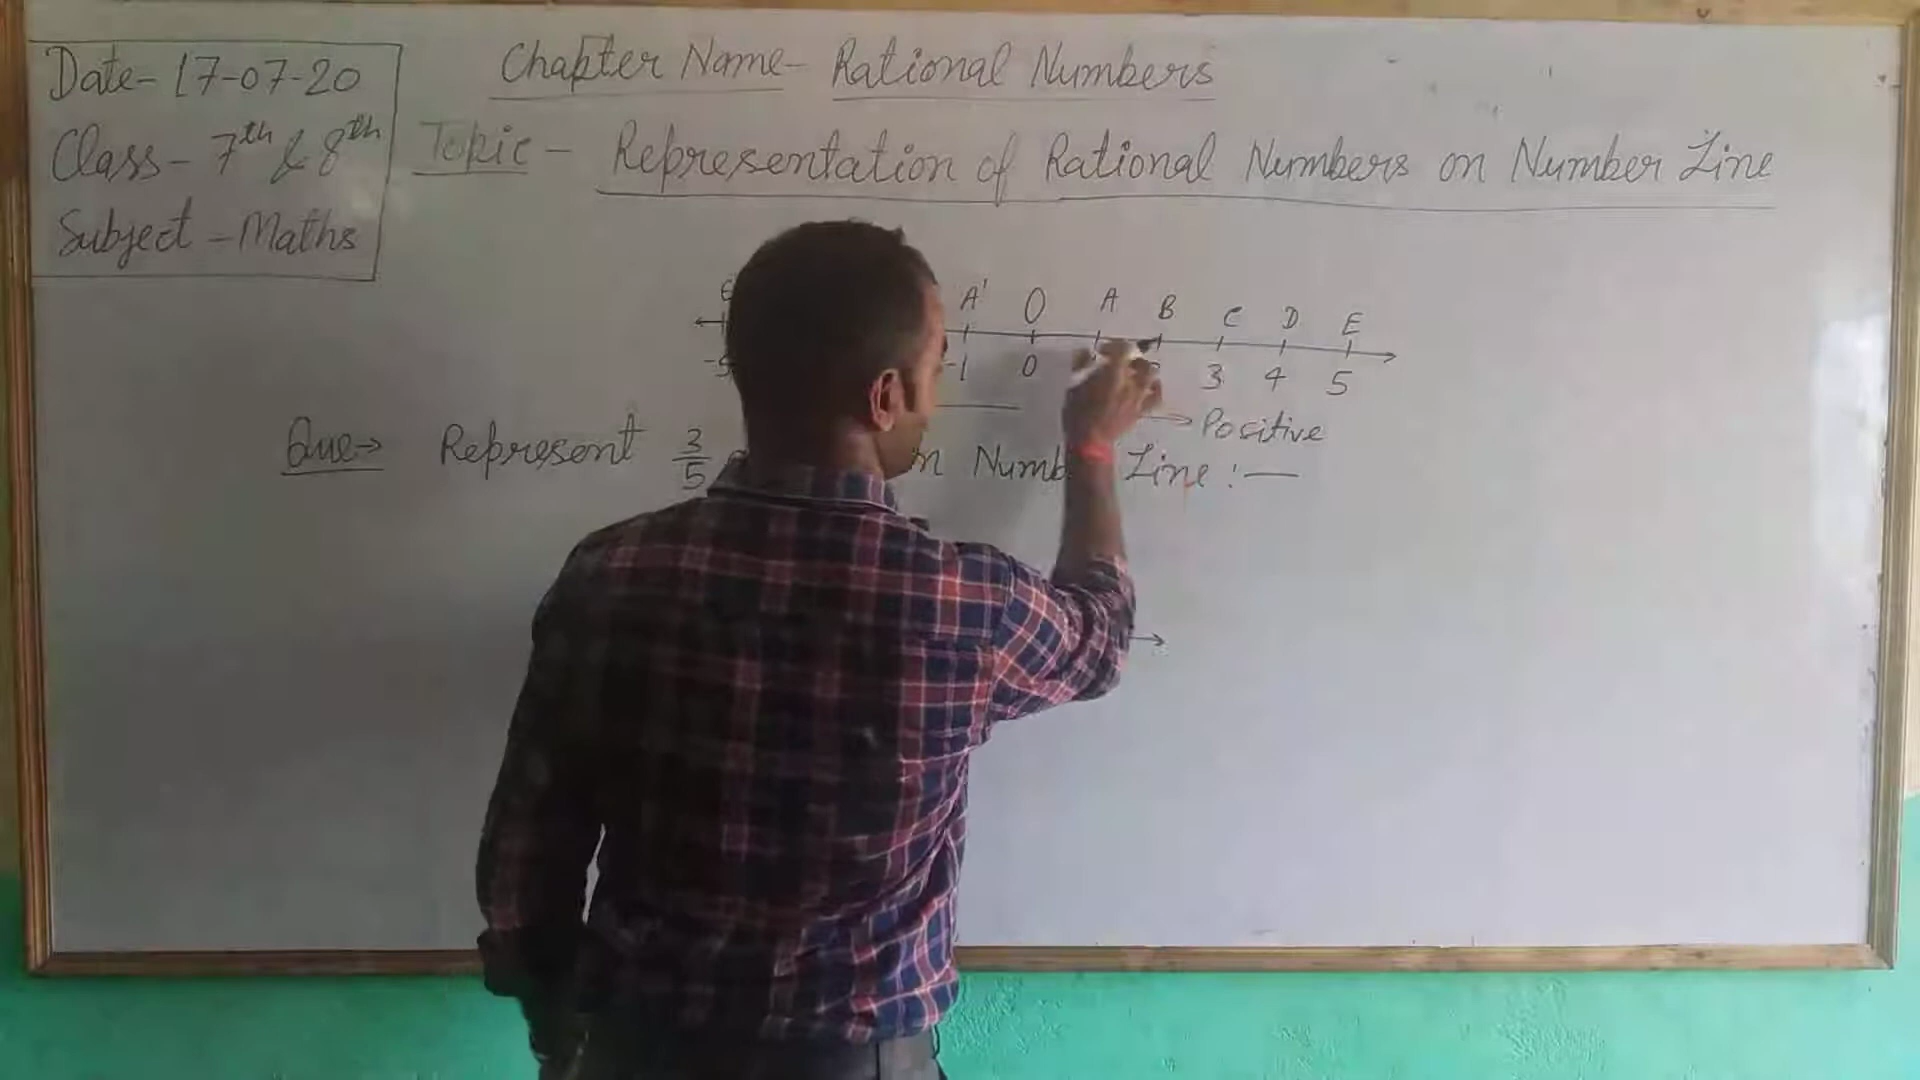 Date- 17-07-20
Class- 7th & 8th
Subject - Maths
Chapter Name- Rational Numbers
Topic - Representation of Rational Numbers on Number Line
A' O A B C D E
-5 -1 0 3 4 5
→ Positive
Que→ Represent 3/5 Line :—